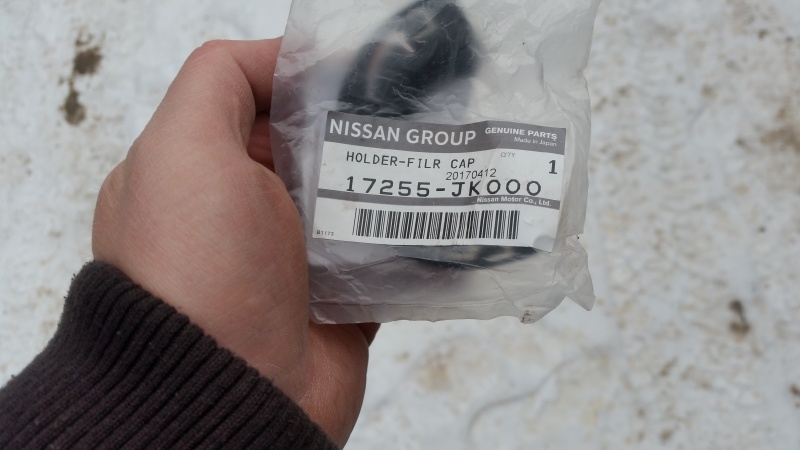 NISSAN GROUP GENUINE PARTS
Made in Japan
HOLDER-FILR CAP QTY 1
20170412
17255-JK000
Nissan Motor Co., Ltd.